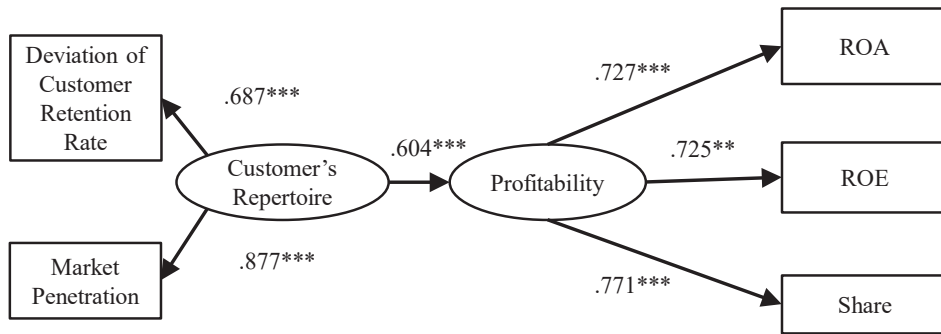 Deviation of
Customer
Retention
Rate
.687***
Market
Penetration
.877***
Customer's
Repertoire
.604***
Profitability
.727***
ROA
.725**
ROE
.771***
Share